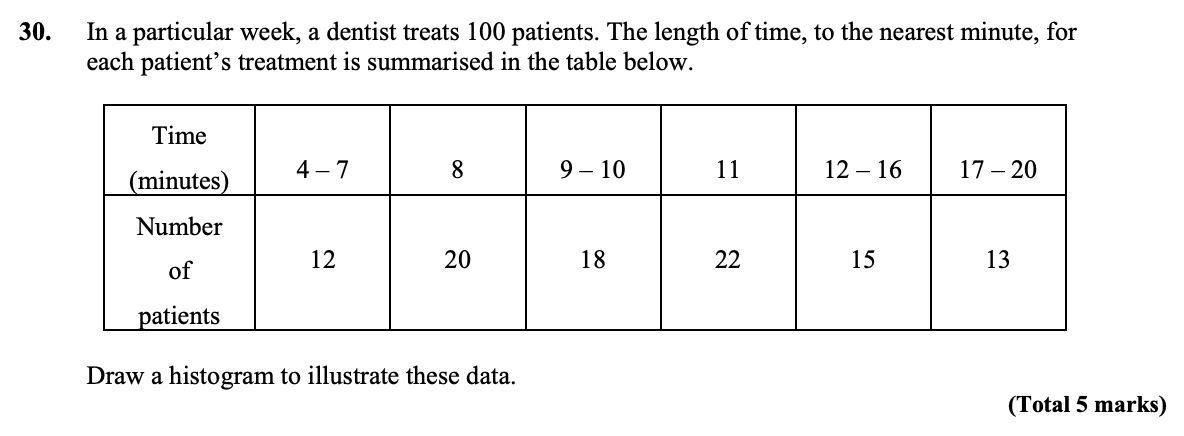 30. In a particular week, a dentist treats 100 patients. The length of time, to the nearest minute, for
each patient’s treatment is summarised in the table below.
Time
(minutes) 4 – 7 8 9 – 10 11 12 – 16 17 – 20
Number
of
patients 12 20 18 22 15 13
Draw a histogram to illustrate these data.
(Total 5 marks)